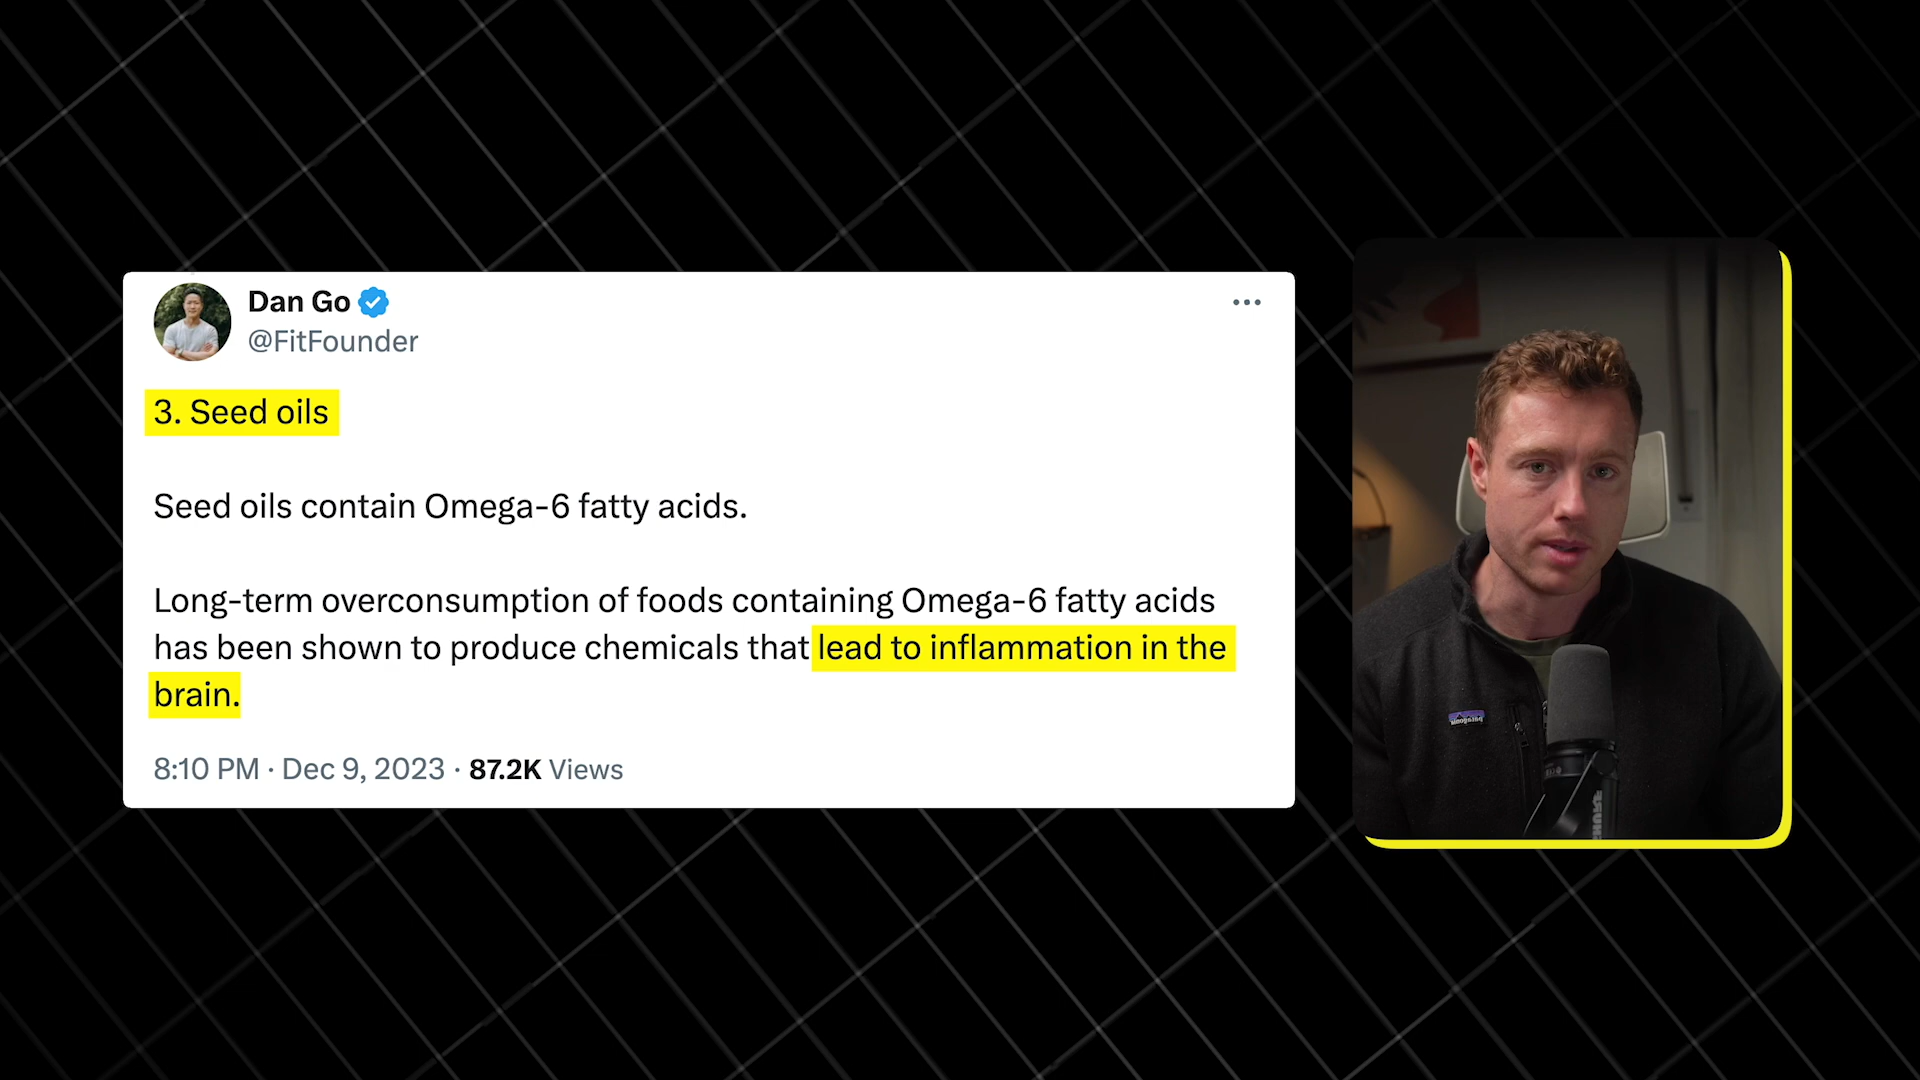 Dan Go
@FitFounder
3. Seed oils
Seed oils contain Omega-6 fatty acids.
Long-term overconsumption of foods containing Omega-6 fatty acids
has been shown to produce chemicals that lead to inflammation in the
brain.
8:10 PM · Dec 9, 2023 · 87.2K Views
patagonia
SHURE